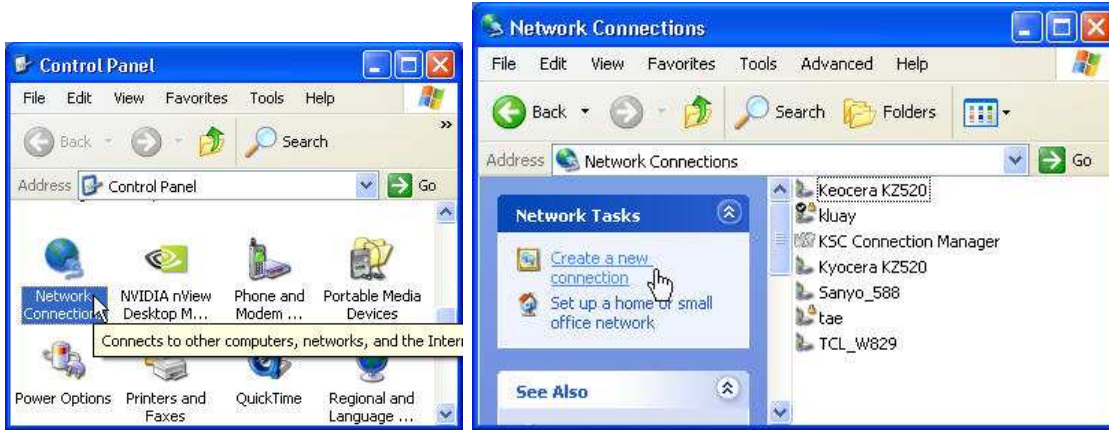 Control Panel
File Edit View Favorites Tools Help
Back Search »
Address Control Panel Go
Network Connections
NVIDIA nView Desktop M...
Phone and Modem ...
Portable Media Devices
Connects to other computers, networks, and the Inter
Power Options
Printers and Faxes
QuickTime
Regional and Language ...
Network Connections
File Edit View Favorites Tools Advanced Help
Back Search Folders
Address Network Connections Go
Network Tasks
Create a new
connection
Set up a home or small
office network
See Also
Keocera KZ520
kluay
KSC Connection Manager
Kyocera KZ520
Sanyo_588
tae
TCL_W829